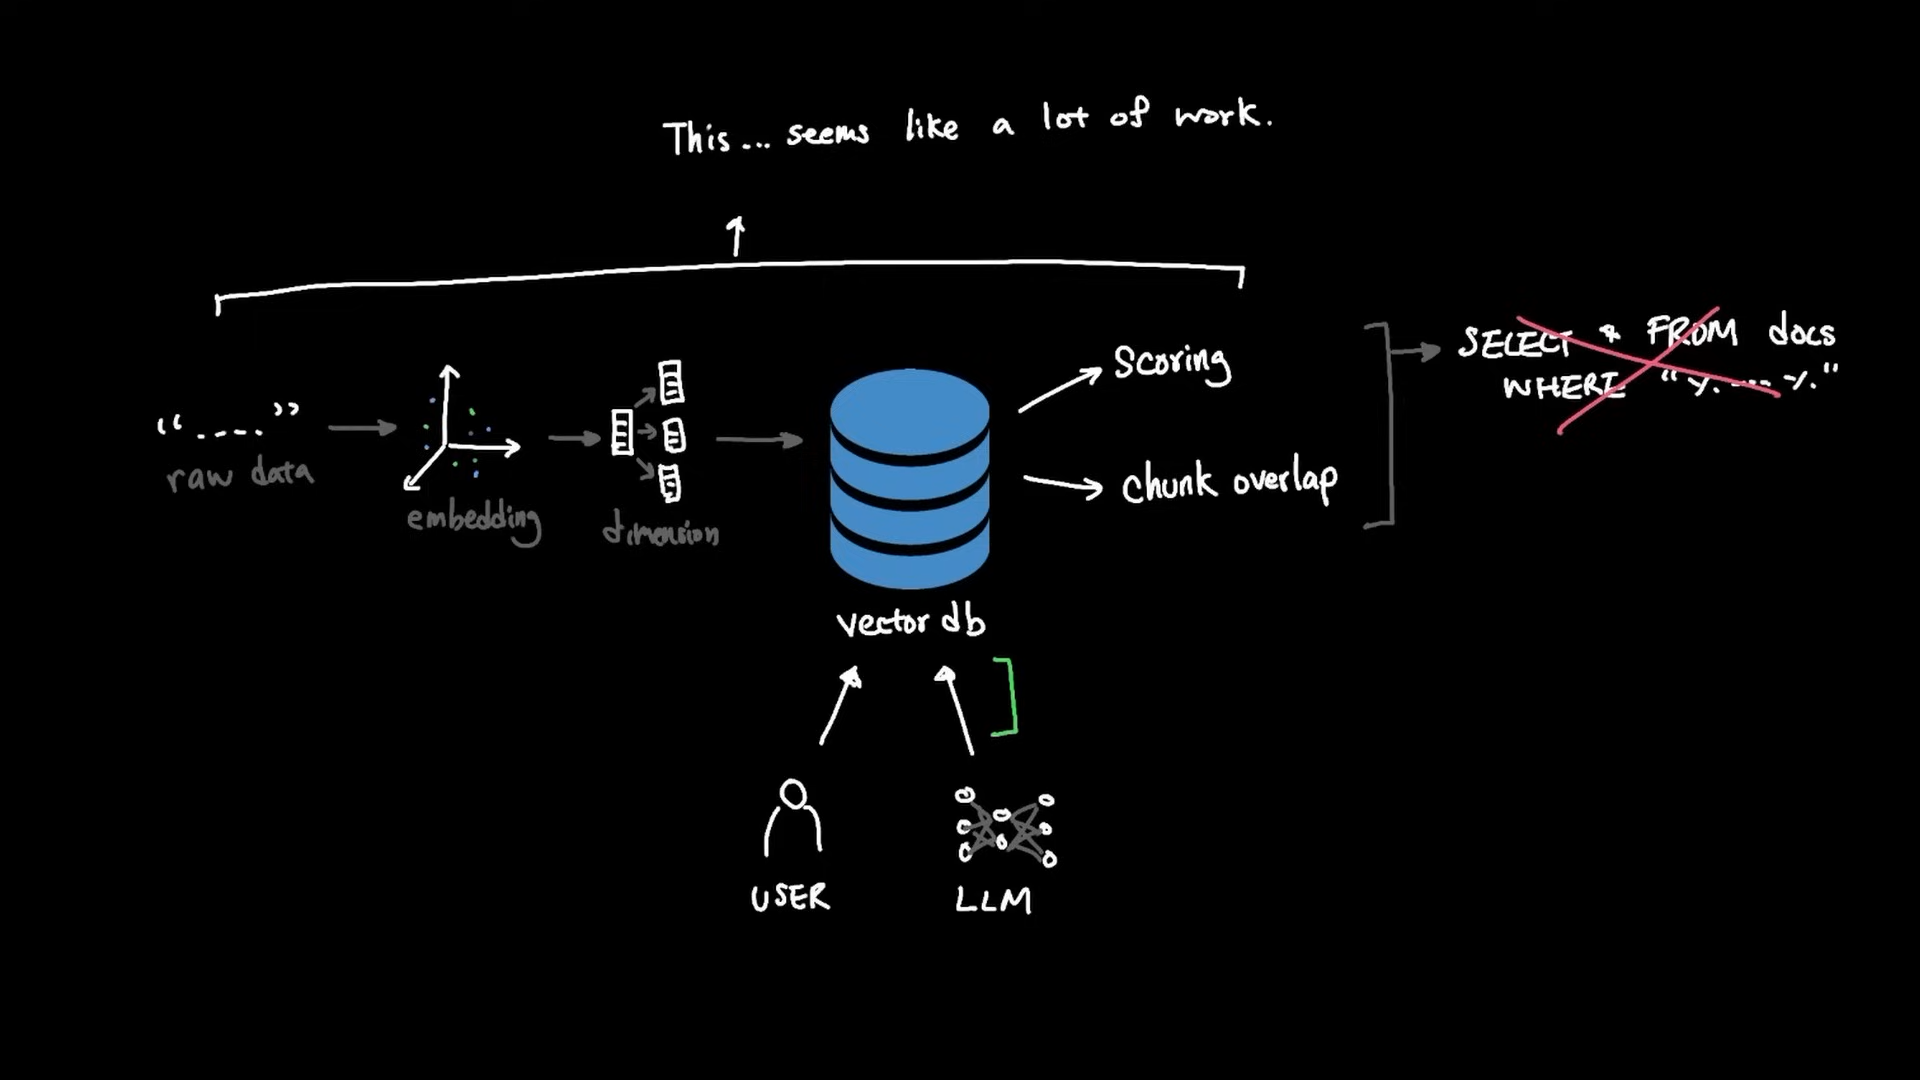 This... seems like a lot of work.
SELECT * FROM docs
WHERE "%.---%."
Scoring
"....."
raw data
embedding
dimension
chunk overlap
vector db
USER
LLM